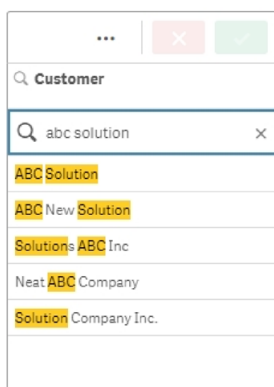 Customer
abc solution
ABC Solution
ABC New Solution
Solutions ABC Inc
Neat ABC Company
Solution Company Inc.